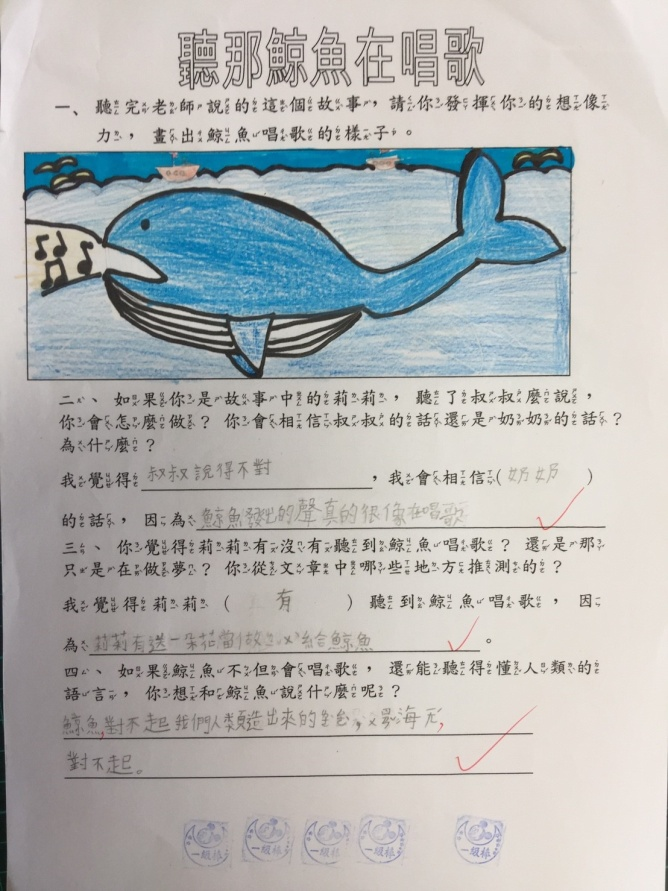 聽那鯨魚在唱歌
一、聽完老師說的這個故事，請你發揮你的想像
力，畫出鯨魚唱歌的樣子。
二、如果你是故事中的莉莉，聽了叔叔麼說，
你會怎麼做？你會相信叔叔的話還是奶奶的話？
為什麼？
我覺得叔叔說得不對，我會相信(奶奶)
的話，因為鯨魚發出的聲真的很像在唱歌
三、你覺得莉莉有沒有聽到鯨魚唱歌？還是那
只是在做夢？你從文章中哪些地方推測的？
我覺得莉莉(有)聽到鯨魚唱歌，因
為莉莉有送一朵花當做ㄌㄧˇㄨˋ給鯨魚。
四、如果鯨魚不但會唱歌，還能聽得懂人類的
語言，你想和鯨魚說什麼呢？
鯨魚,對不起我們人類造出來的
對不起。
一級棒
一級棒
一級棒
一級棒
一級棒